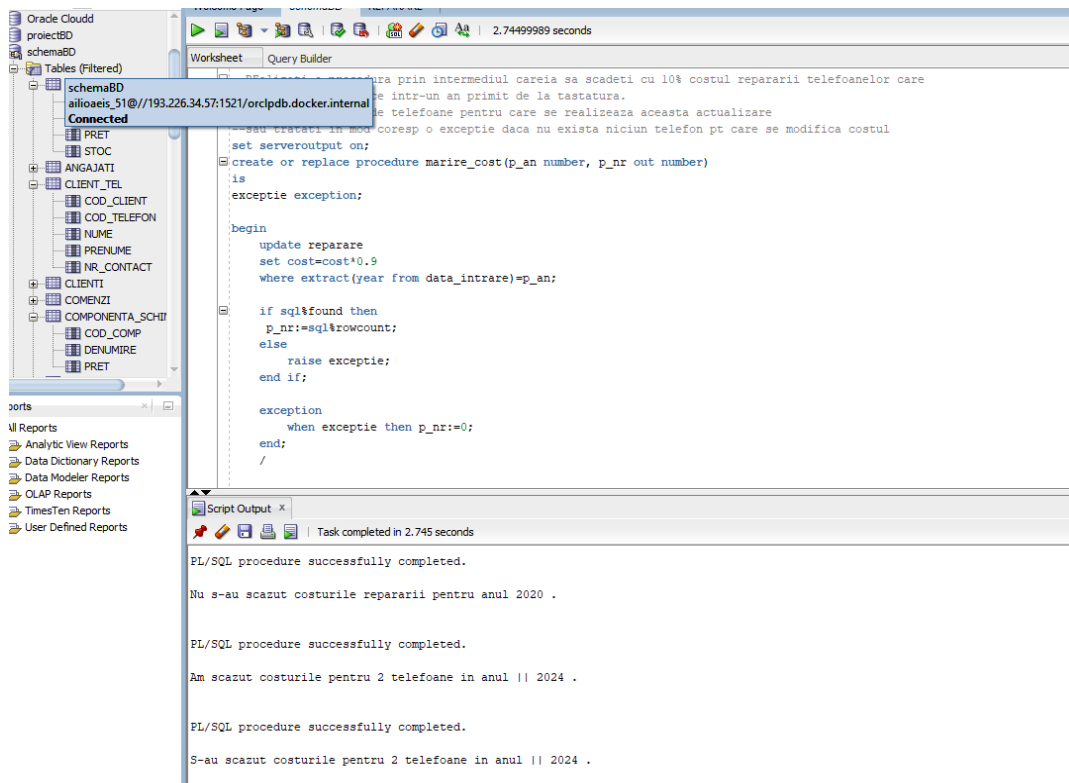 Oracle Cloudd
proiectBD
schemaBD
Tables (Filtered)
schemaBD
ailioaeis_51@//193.226.34.57:1521/orclpdb.docker.internal
Connected
PRET
STOC
ANGAJATI
CLIENT_TEL
COD_CLIENT
COD_TELEFON
NUME
PRENUME
NR_CONTACT
CLIENTI
COMENZI
COMPONENTA_SCHI
COD_COMP
DENUMIRE
PRET
ports
All Reports
Analytic View Reports
Data Dictionary Reports
Data Modeler Reports
OLAP Reports
TimesTen Reports
User Defined Reports
2.74499989 seconds
Worksheet Query Builder
prin intermediul careia sa scadeti cu 10% costul repararii telefoanelor care
intr-un an primit de la tastatura.
de telefoane pentru care se realizeaza aceasta actualizare
--sau tratati in mod coresp o exceptie daca nu exista niciun telefon pt care se modifica costul
set serveroutput on;
create or replace procedure marire_cost(p_an number, p_nr out number)
is
exceptie exception;
begin
update reparare
set cost=cost*0.9
where extract(year from data_intrare)=p_an;
if sql%found then
p_nr:=sql%rowcount;
else
raise exceptie;
end if;
exception
when exceptie then p_nr:=0;
end;
/
Script Output ×
Task completed in 2.745 seconds
PL/SQL procedure successfully completed.
Nu s-au scazut costurile repararii pentru anul 2020 .
PL/SQL procedure successfully completed.
Am scazut costurile pentru 2 telefoane in anul || 2024 .
PL/SQL procedure successfully completed.
S-au scazut costurile pentru 2 telefoane in anul || 2024 .